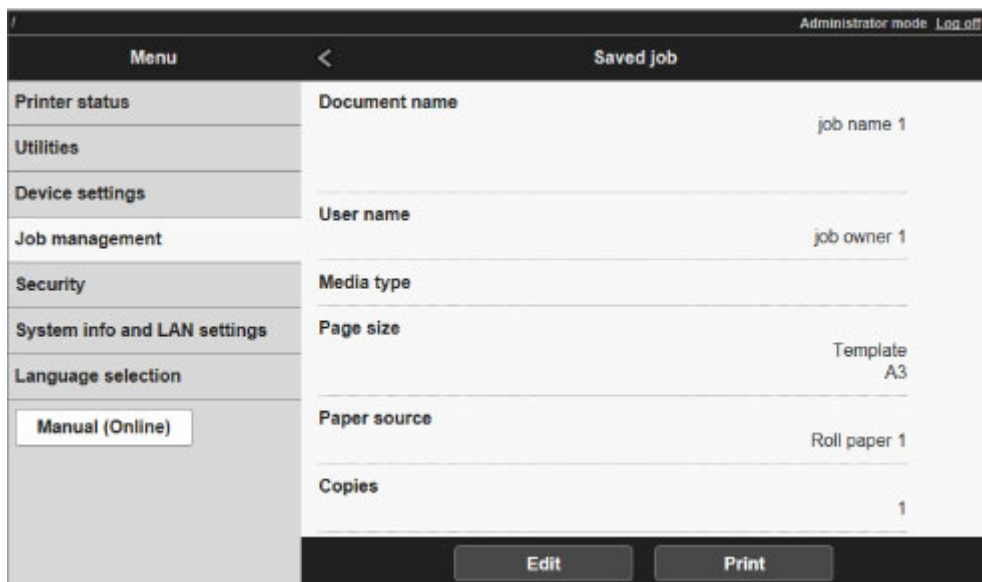 /
Administrator mode Log off
Menu
< Saved job
Printer status
Utilities
Device settings
Job management
Security
System info and LAN settings
Language selection
Manual (Online)
Document name
job name 1
User name
job owner 1
Media type
Page size
Template
A3
Paper source
Roll paper 1
Copies
1
Edit
Print